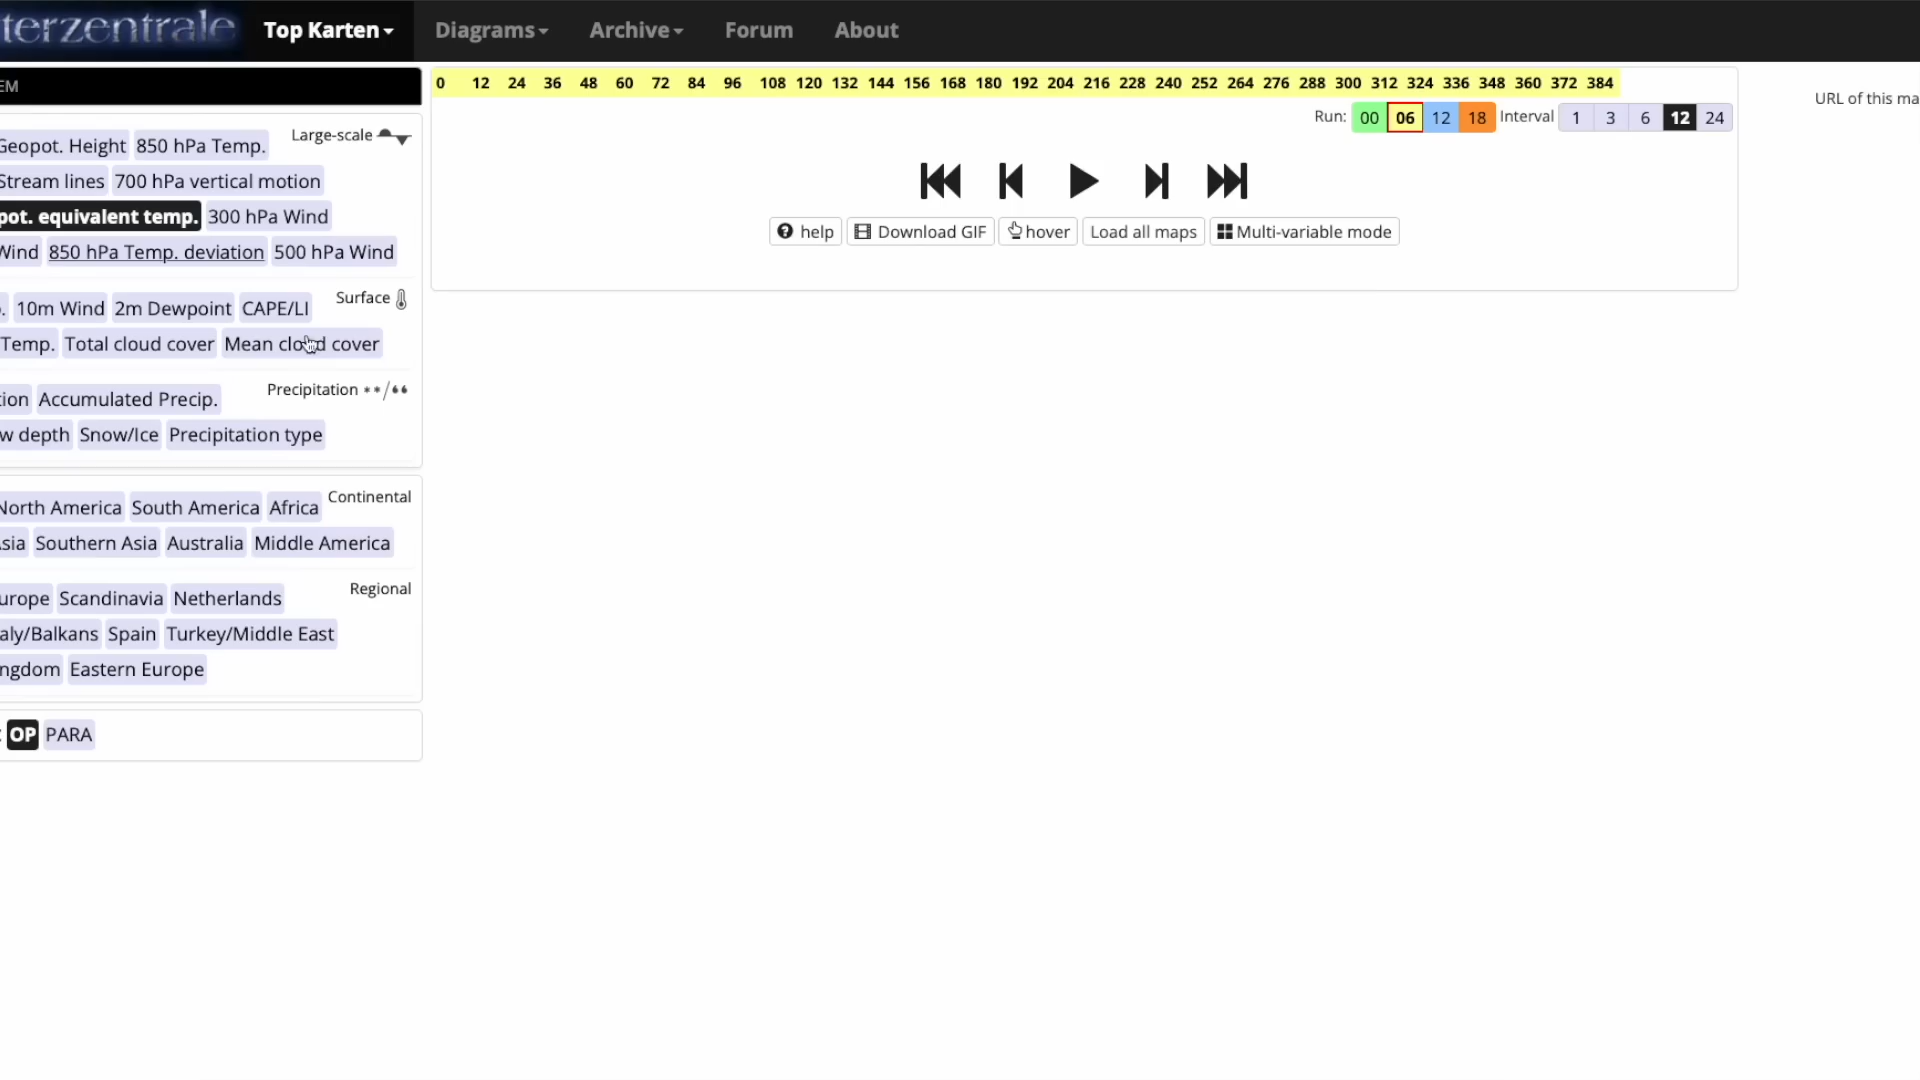 terzentrale Top Karten Diagrams Archive Forum About
EM
0 12 24 36 48 60 72 84 96 108 120 132 144 156 168 180 192 204 216 228 240 252 264 276 288 300 312 324 336 348 360 372 384
URL of this ma
Run: 00 06 12 18 Interval 1 3 6 12 24
help Download GIF hover Load all maps Multi-variable mode
Large-scale
Geopot. Height 850 hPa Temp.
Stream lines 700 hPa vertical motion
pot. equivalent temp. 300 hPa Wind
Wind 850 hPa Temp. deviation 500 hPa Wind
Surface
. 10m Wind 2m Dewpoint CAPE/LI
Temp. Total cloud cover Mean cloud cover
Precipitation **/
ion Accumulated Precip.
w depth Snow/Ice Precipitation type
Continental
North America South America Africa
sia Southern Asia Australia Middle America
Regional
urope Scandinavia Netherlands
aly/Balkans Spain Turkey/Middle East
ngdom Eastern Europe
: OP PARA